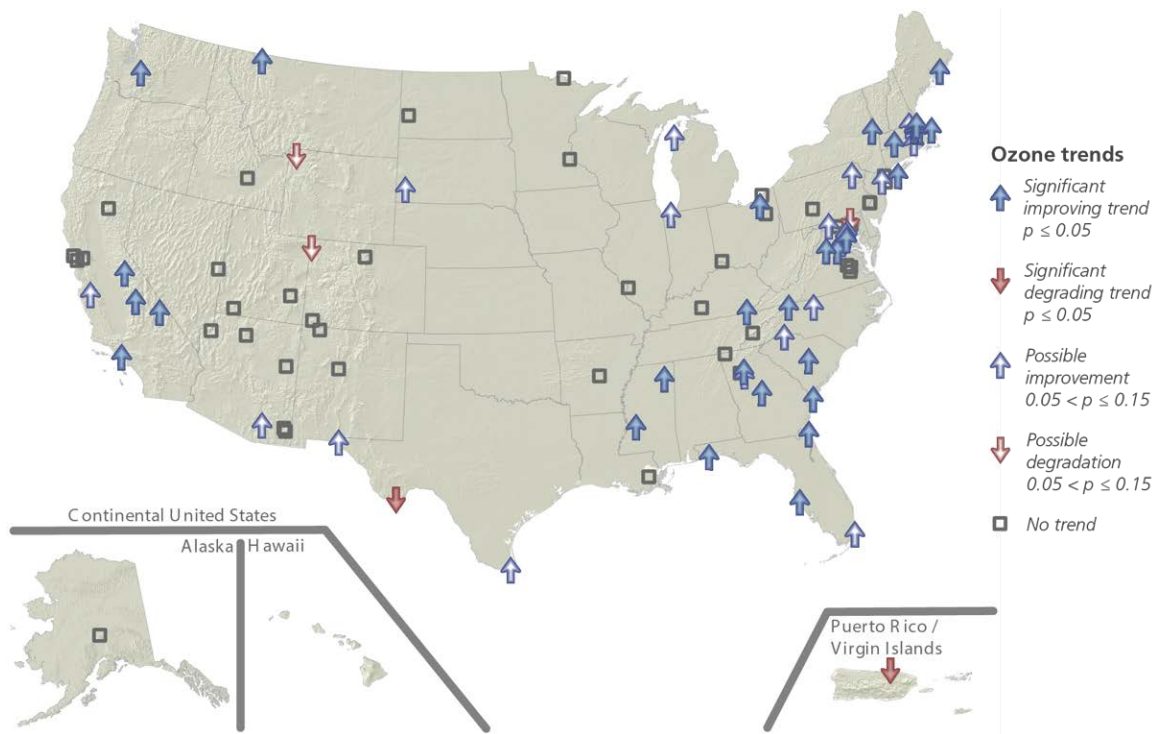 Ozone trends
Significant
improving trend
p ≤ 0.05
Significant
degrading trend
p ≤ 0.05
Possible
improvement
0.05 < p ≤ 0.15
Possible
degradation
0.05 < p ≤ 0.15
No trend
Continental United States
Alaska Hawaii
Puerto Rico /
Virgin Islands